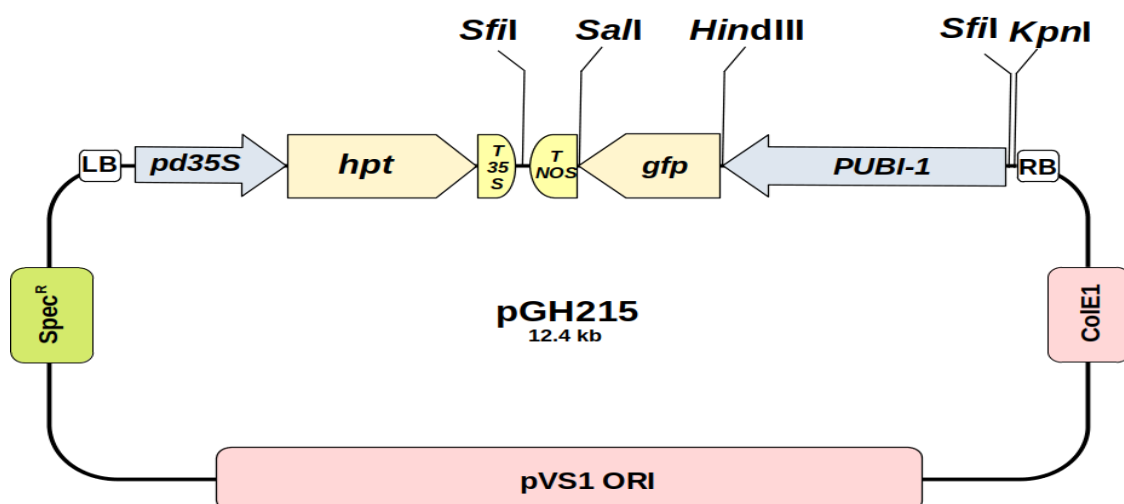 SfiI
SalI
HindIII
SfiI
KpnI
LB
pd35S
hpt
T
35
S
T
NOS
gfp
PUBI-1
RB
Spec^R
pGH215
12.4 kb
ColE1
pVS1 ORI